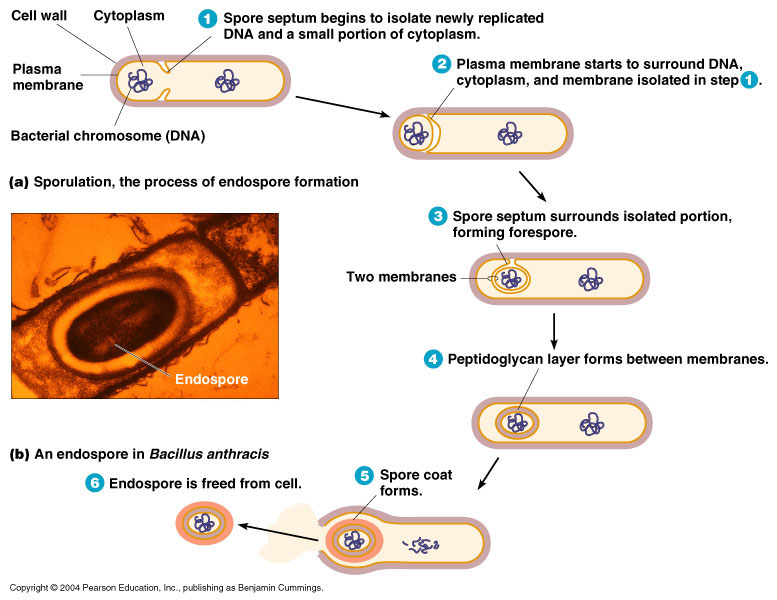 Cell wall
Cytoplasm
1 Spore septum begins to isolate newly replicated
DNA and a small portion of cytoplasm.
Plasma
membrane
2 Plasma membrane starts to surround DNA,
cytoplasm, and membrane isolated in step 1.
Bacterial chromosome (DNA)
(a) Sporulation, the process of endospore formation
3 Spore septum surrounds isolated portion,
forming forespore.
Two membranes
4 Peptidoglycan layer forms between membranes.
Endospore
(b) An endospore in Bacillus anthracis
5 Spore coat
forms.
6 Endospore is freed from cell.
Copyright © 2004 Pearson Education, Inc., publishing as Benjamin Cummings.